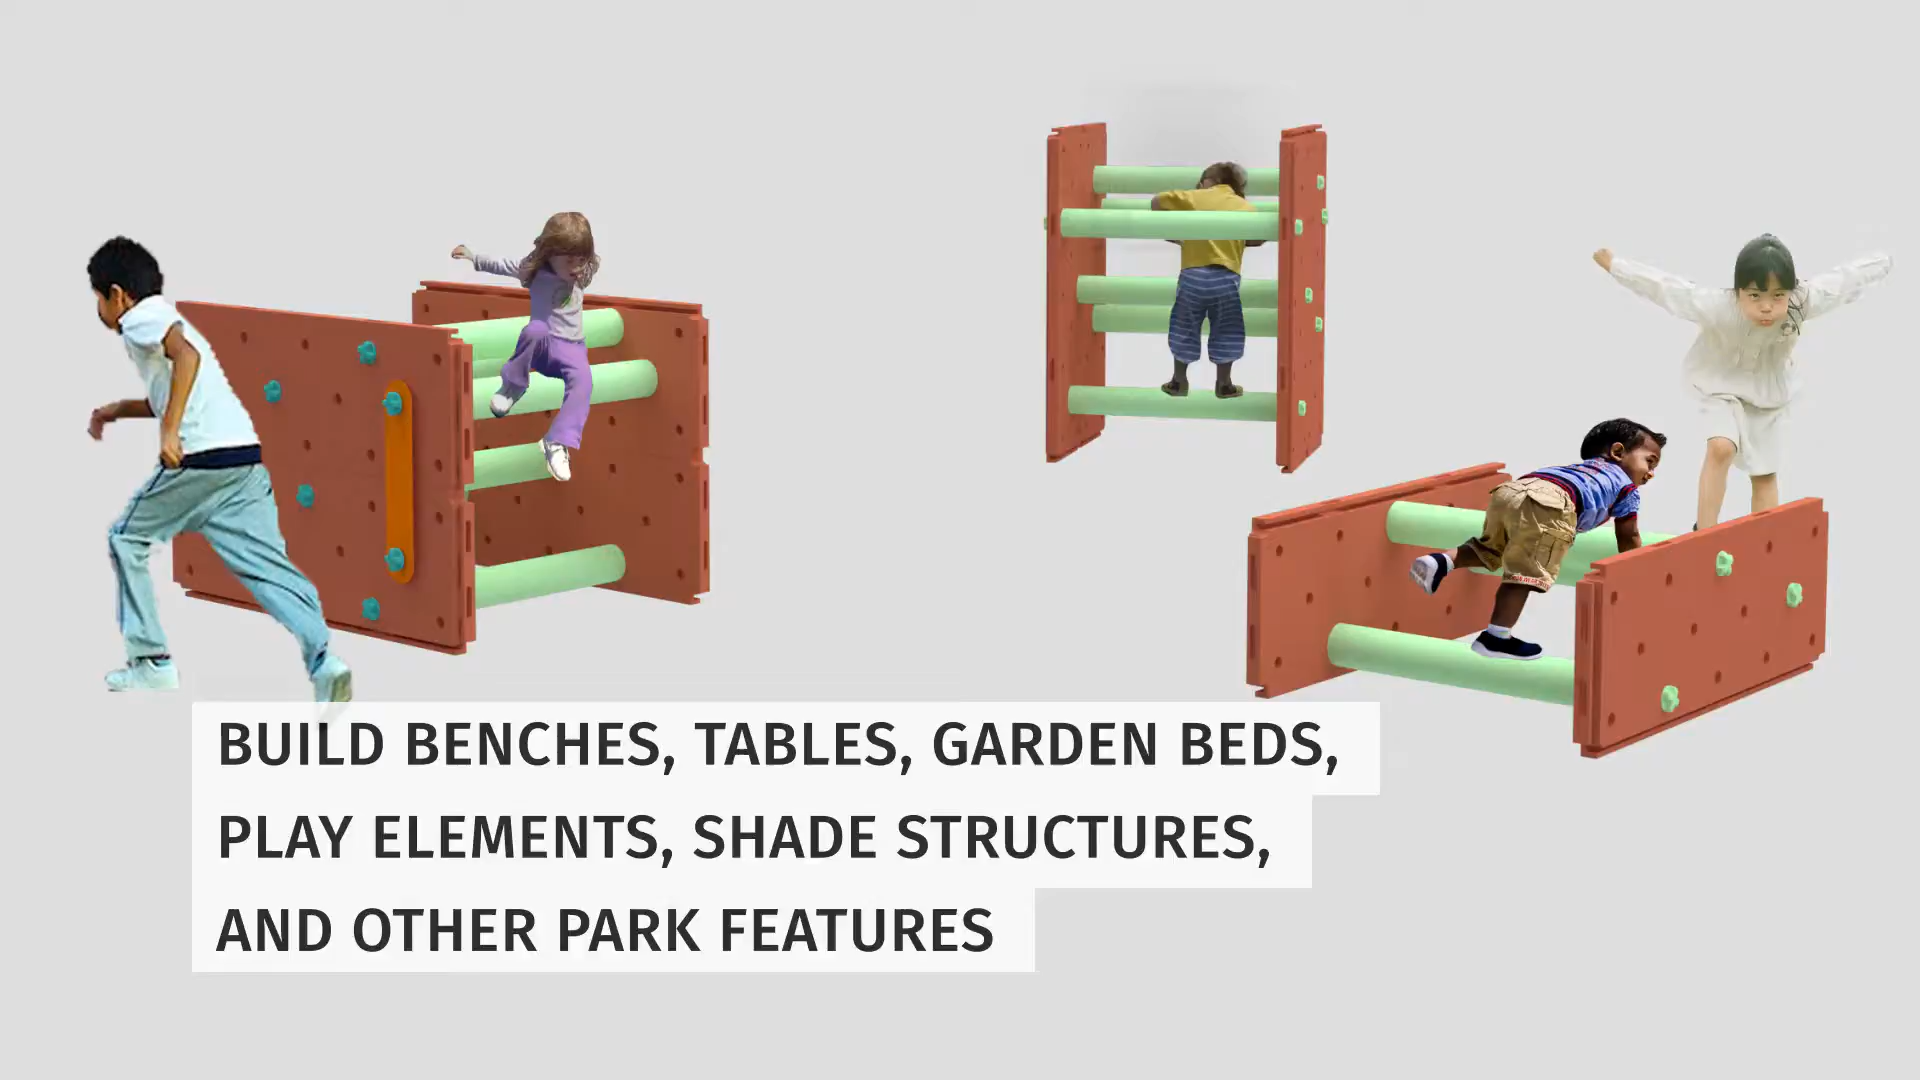 BUILD BENCHES, TABLES, GARDEN BEDS,
PLAY ELEMENTS, SHADE STRUCTURES,
AND OTHER PARK FEATURES